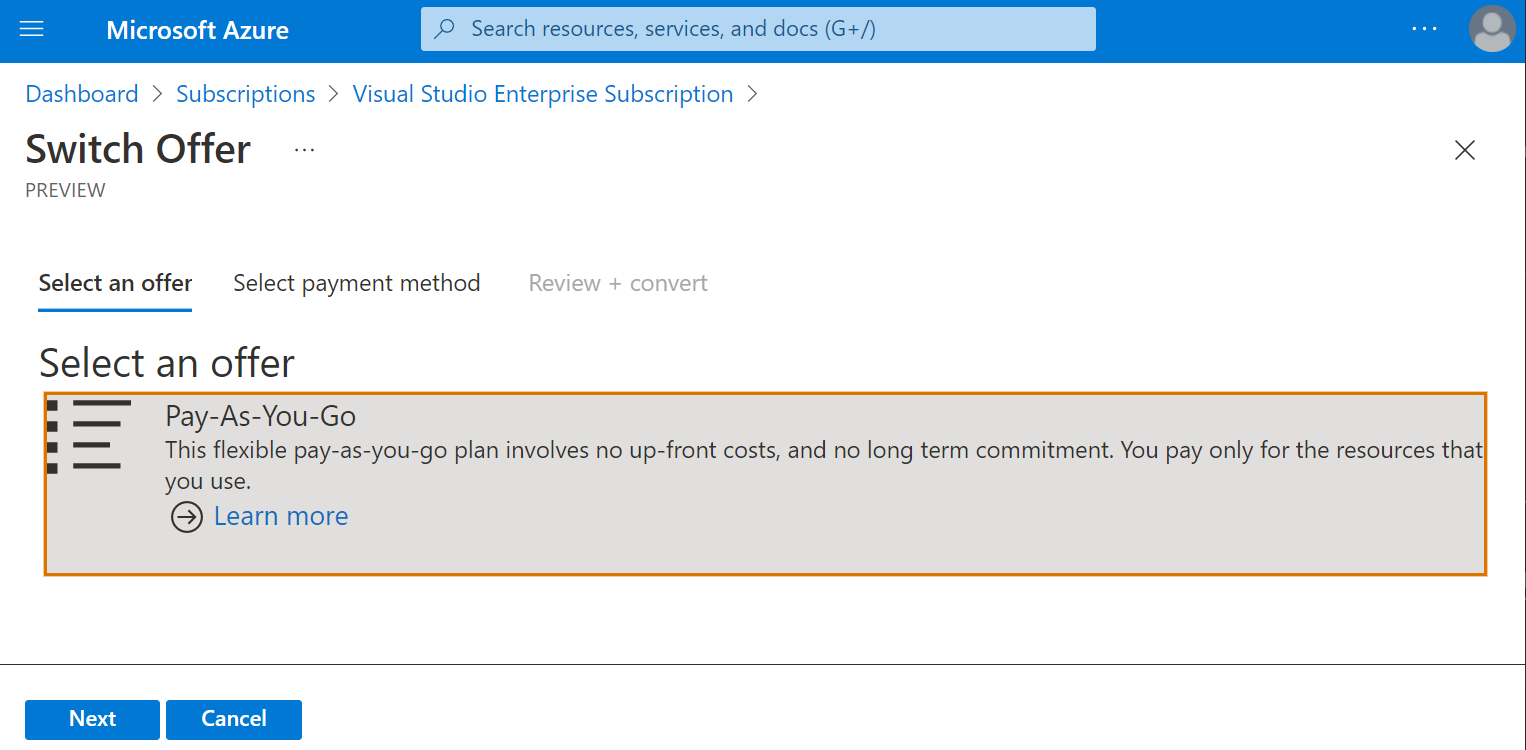 Microsoft Azure
Search resources, services, and docs (G+/)
Dashboard > Subscriptions > Visual Studio Enterprise Subscription >
Switch Offer ...
PREVIEW
Select an offer Select payment method Review + convert
Select an offer
Pay-As-You-Go
This flexible pay-as-you-go plan involves no up-front costs, and no long term commitment. You pay only for the resources that
you use.
Learn more
Next Cancel